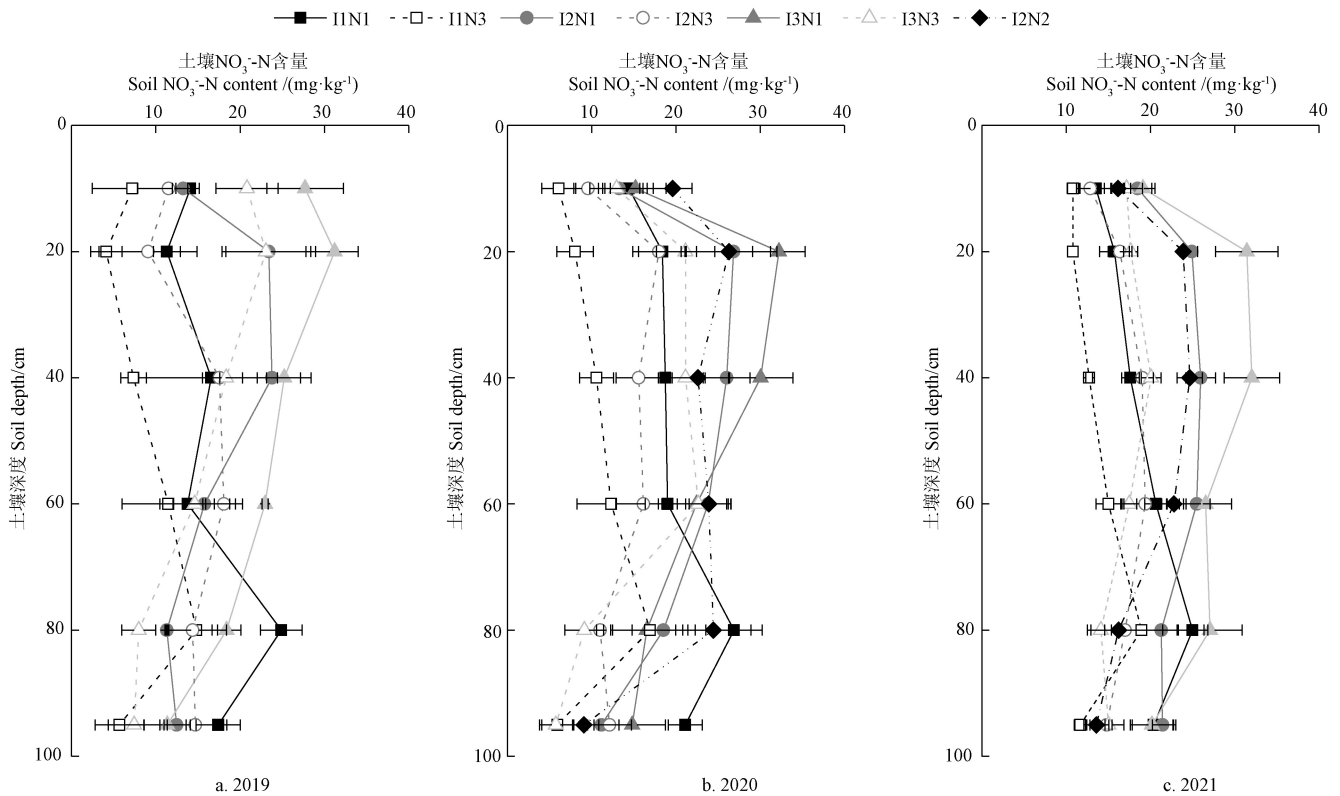 I1N1 I1N3 I2N1 I2N3 I3N1 I3N3 I2N2
土壤NO₃⁻-N含量
Soil NO₃⁻-N content /(mg·kg⁻¹)
0 10 20 30 40
土壤深度 Soil depth/cm
20
40
60
80
100
a. 2019
土壤NO₃⁻-N含量
Soil NO₃⁻-N content /(mg·kg⁻¹)
0 10 20 30 40
土壤深度 Soil depth/cm
20
40
60
80
100
b. 2020
土壤NO₃⁻-N含量
Soil NO₃⁻-N content /(mg·kg⁻¹)
0 10 20 30 40
土壤深度 Soil depth/cm
20
40
60
80
100
c. 2021